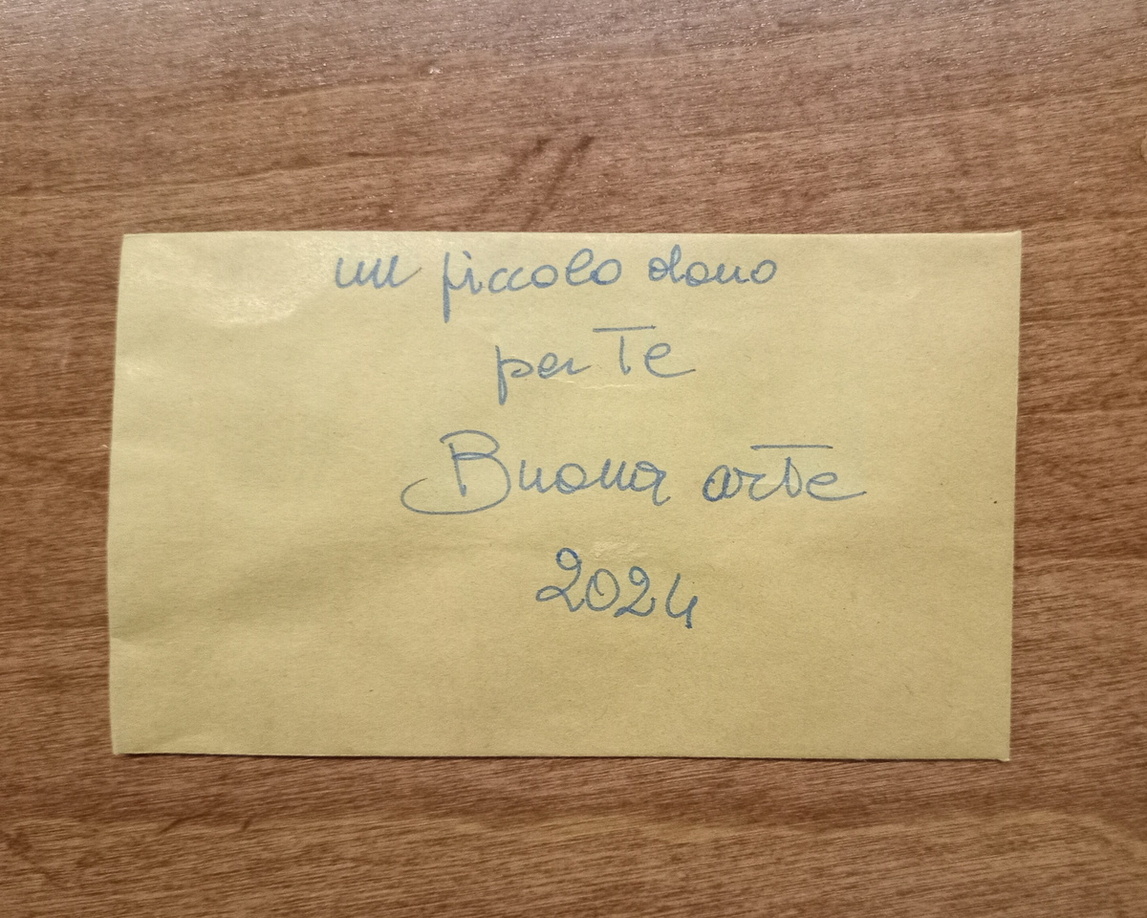 un piccolo dono
per Te
Buona arte
2024